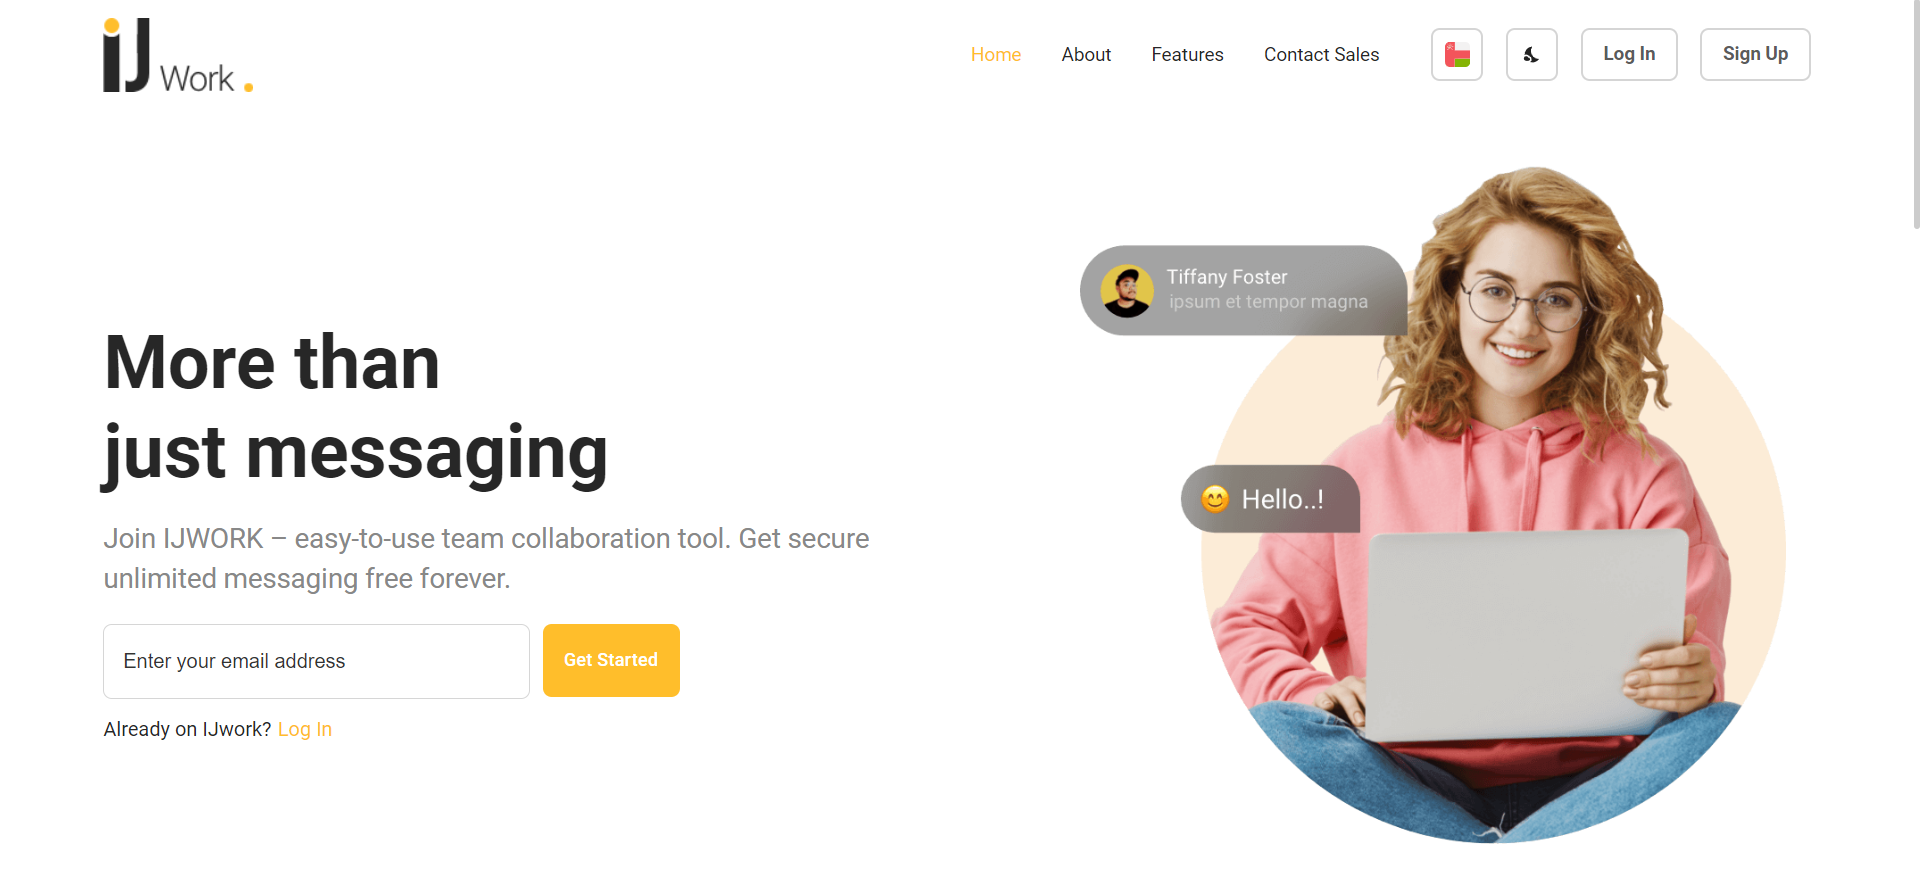 iJ Work .
Home
About
Features
Contact Sales
Log In
Sign Up
Tiffany Foster
ipsum et tempor magna
More than
just messaging
Hello..!
Join IJWORK – easy-to-use team collaboration tool. Get secure
unlimited messaging free forever.
Enter your email address
Get Started
Already on IJwork? Log In